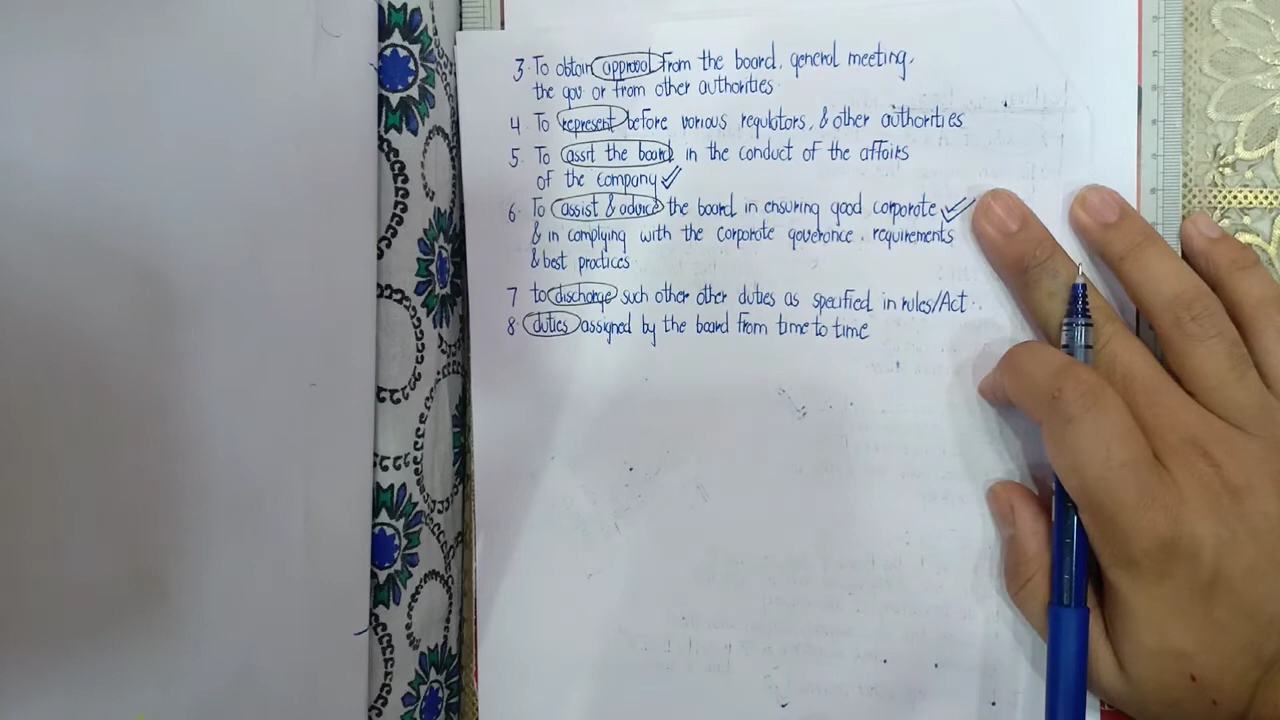 3. To obtain approval from the board, general meeting,
the gov or from other authorities.
4 To represent before various regulators, & other authorities
5 To assit the board in the conduct of the affairs
of the company
6. To assist & advice the board in ensuring good corporate
& in complying with the corporate goverance. requirements
& best practices.
7 to discharge such other other duties as specified in rules/Act..
8. duties assigned by the board from time to time